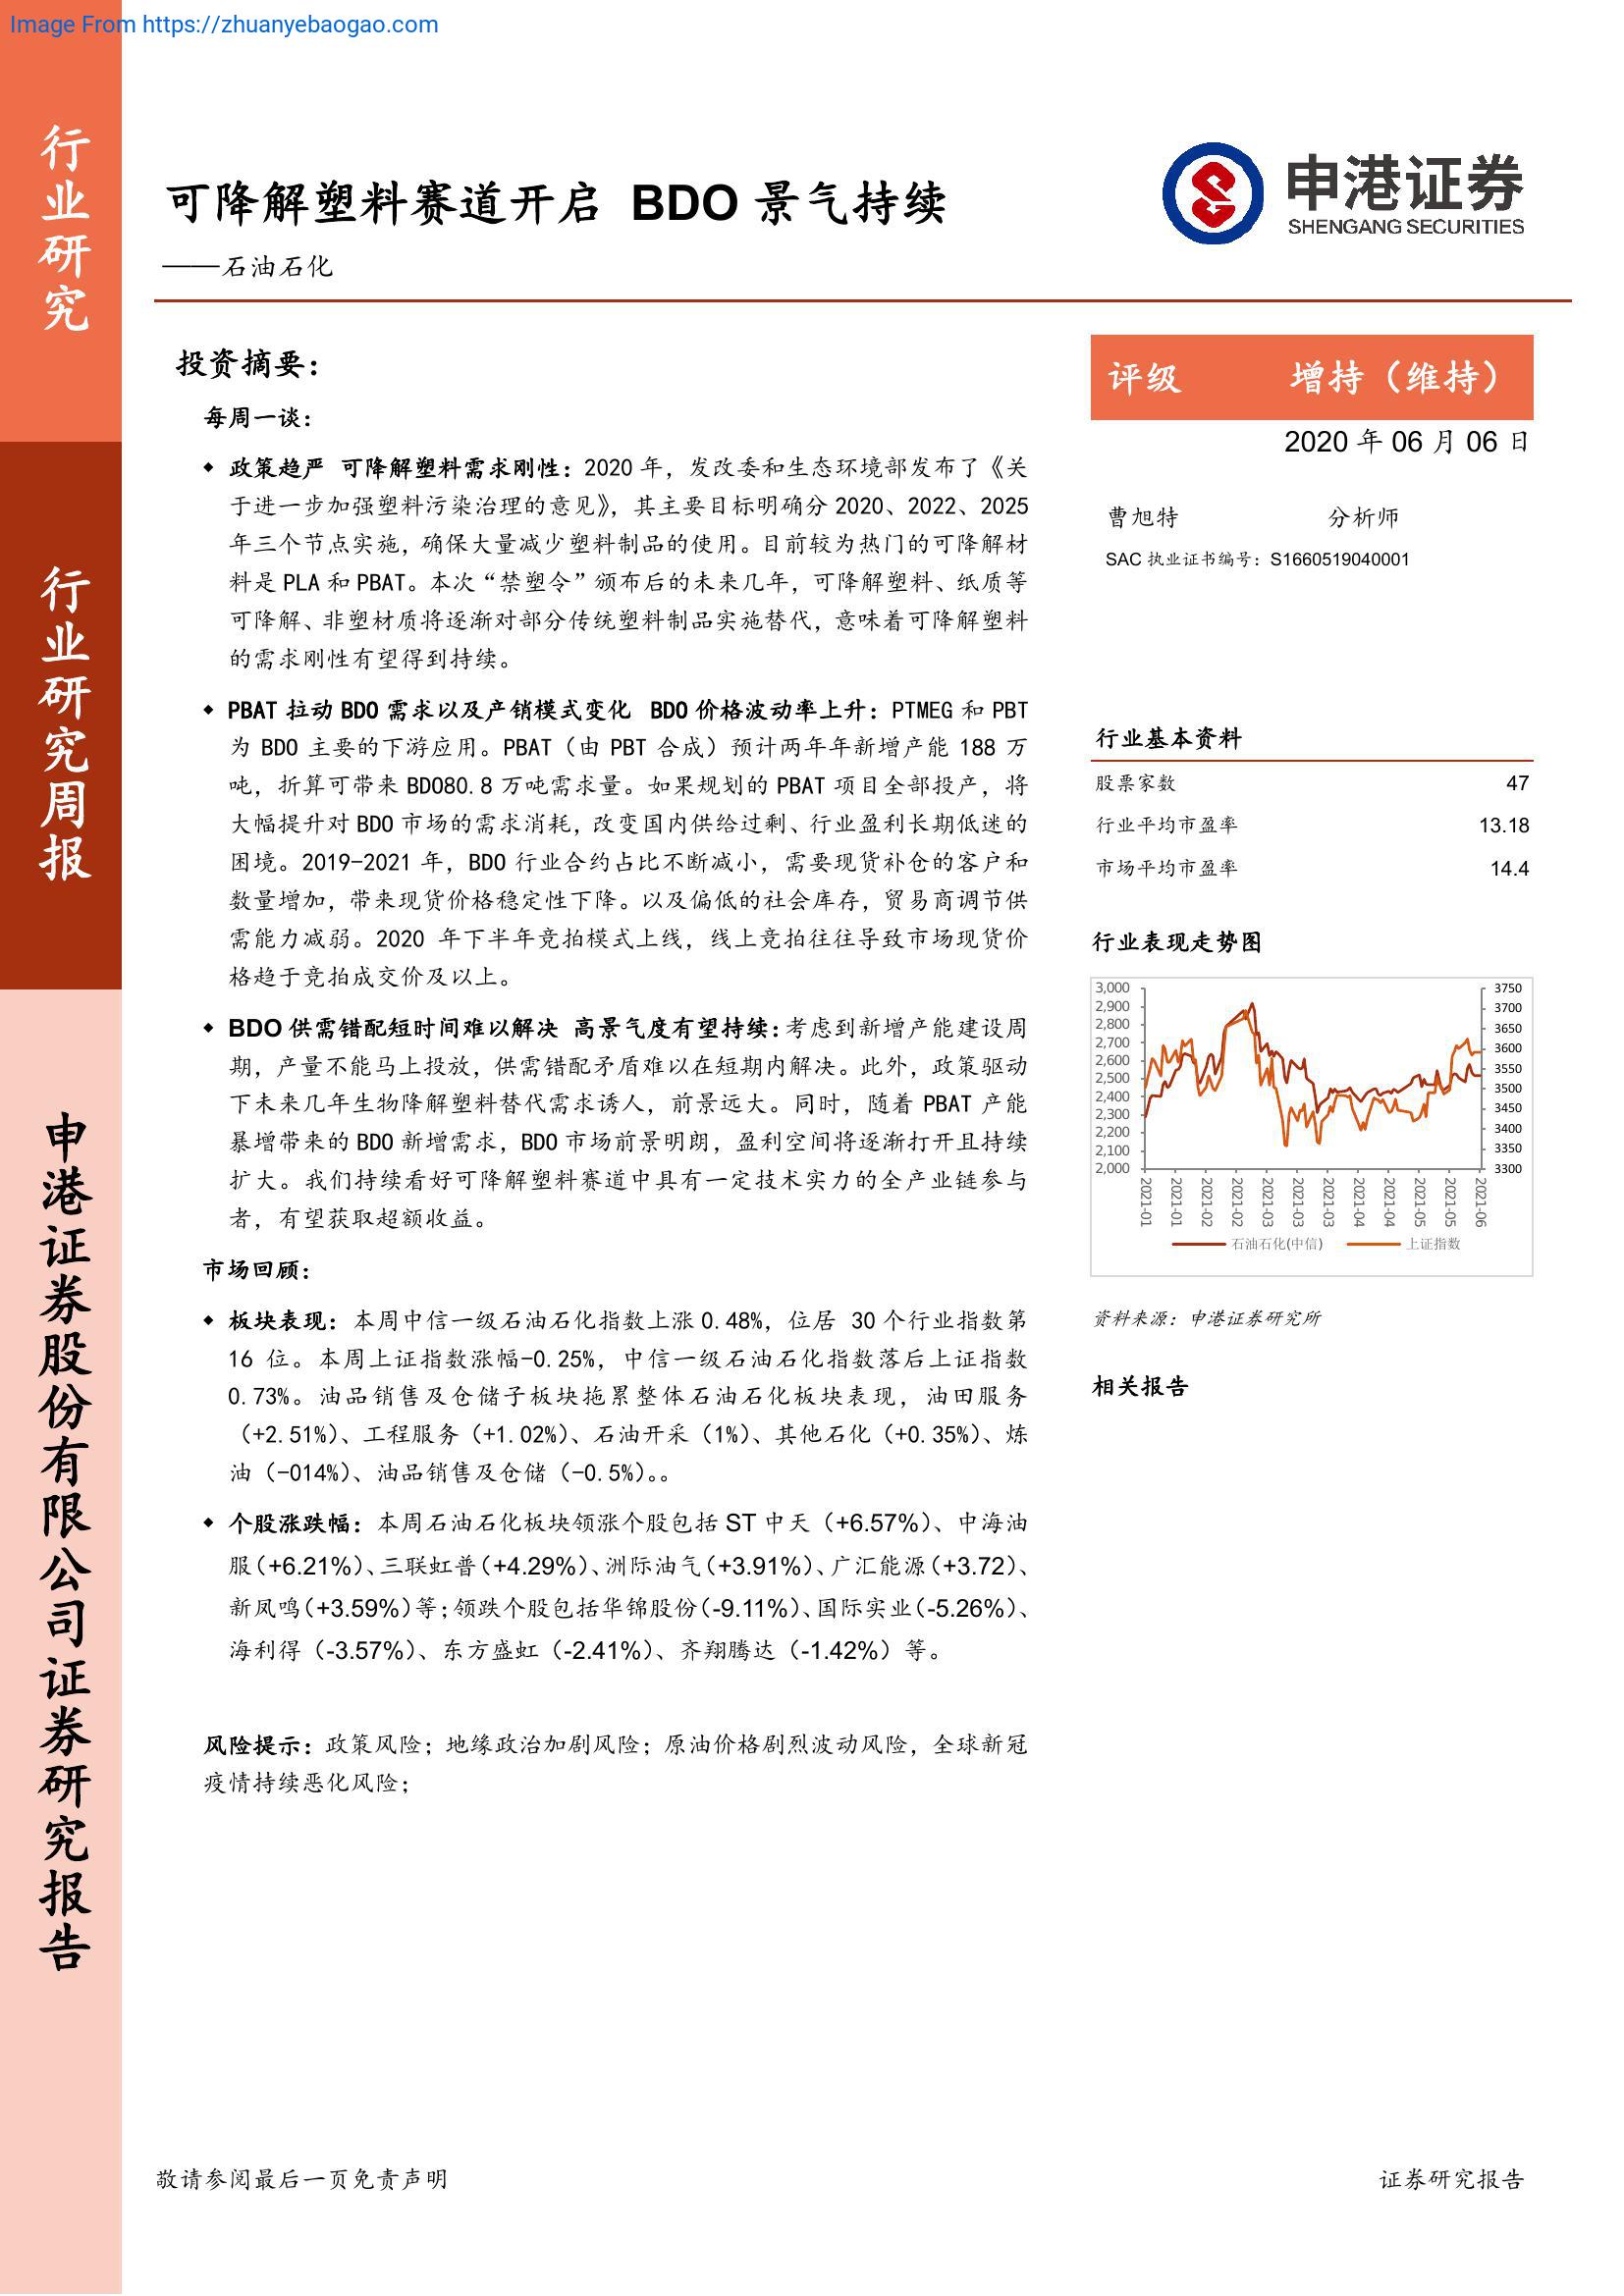 Image From https://zhuanyebaogao.com
行业研究
行业研究周报
申港证券股份有限公司证券研究报告
可降解塑料赛道开启 BDO 景气持续
——石油石化
申港证券
SHENGANG SECURITIES
投资摘要：
每周一谈：
政策趋严 可降解塑料需求刚性：2020 年，发改委和生态环境部发布了《关
于进一步加强塑料污染治理的意见》，其主要目标明确分 2020、2022、2025
年三个节点实施，确保大量减少塑料制品的使用。目前较为热门的可降解材
料是 PLA 和 PBAT。本次“禁塑令”颁布后的未来几年，可降解塑料、纸质等
可降解、非塑材质将逐渐对部分传统塑料制品实施替代，意味着可降解塑料
的需求刚性有望得到持续。
PBAT 拉动 BDO 需求以及产销模式变化 BDO 价格波动率上升：PTMEG 和 PBT
为 BDO 主要的下游应用。PBAT（由 PBT 合成）预计两年年新增产能 188 万
吨，折算可带来 BDO80.8 万吨需求量。如果规划的 PBAT 项目全部投产，将
大幅提升对 BDO 市场的需求消耗，改变国内供给过剩、行业盈利长期低迷的
困境。2019-2021 年，BDO 行业合约占比不断减小，需要现货补仓的客户和
数量增加，带来现货价格稳定性下降。以及偏低的社会库存，贸易商调节供
需能力减弱。2020 年下半年竞拍模式上线，线上竞拍往往导致市场现货价
格趋于竞拍成交价及以上。
BDO 供需错配短时间难以解决 高景气度有望持续：考虑到新增产能建设周
期，产量不能马上投放，供需错配矛盾难以在短期内解决。此外，政策驱动
下未来几年生物降解塑料替代需求诱人，前景远大。同时，随着 PBAT 产能
暴增带来的 BDO 新增需求，BDO 市场前景明朗，盈利空间将逐渐打开且持续
扩大。我们持续看好可降解塑料赛道中具有一定技术实力的全产业链参与
者，有望获取超额收益。
市场回顾：
板块表现：本周中信一级石油石化指数上涨 0.48%，位居 30 个行业指数第
16 位。本周上证指数涨幅-0.25%，中信一级石油石化指数落后上证指数
0.73%。油品销售及仓储子板块拖累整体石油石化板块表现，油田服务
（+2.51%）、工程服务（+1.02%）、石油开采（1%）、其他石化（+0.35%）、炼
油（-014%）、油品销售及仓储（-0.5%）。。
个股涨跌幅：本周石油石化板块领涨个股包括 ST 中天（+6.57%）、中海油
服（+6.21%）、三联虹普（+4.29%）、洲际油气（+3.91%）、广汇能源（+3.72）、
新凤鸣（+3.59%）等；领跌个股包括华锦股份（-9.11%）、国际实业（-5.26%）、
海利得（-3.57%）、东方盛虹（-2.41%）、齐翔腾达（-1.42%）等。
风险提示：政策风险；地缘政治加剧风险；原油价格剧烈波动风险，全球新冠
疫情持续恶化风险；
评级 增持（维持）
2020 年 06 月 06 日
曹旭特 分析师
SAC 执业证书编号：S1660519040001
行业基本资料
股票家数 47
行业平均市盈率 13.18
市场平均市盈率 14.4
行业表现走势图
3,000 3750
2,900 3700
2,800 3650
2,700 3600
2,600 3550
2,500 3500
2,400 3450
2,300 3400
2,200 3350
2,100 3300
2,000
2021-01 2021-01 2021-02 2021-02 2021-03 2021-03 2021-03 2021-04 2021-04 2021-05 2021-05 2021-06
石油石化(中信) 上证指数
资料来源：申港证券研究所
相关报告
敬请参阅最后一页免责声明 证券研究报告